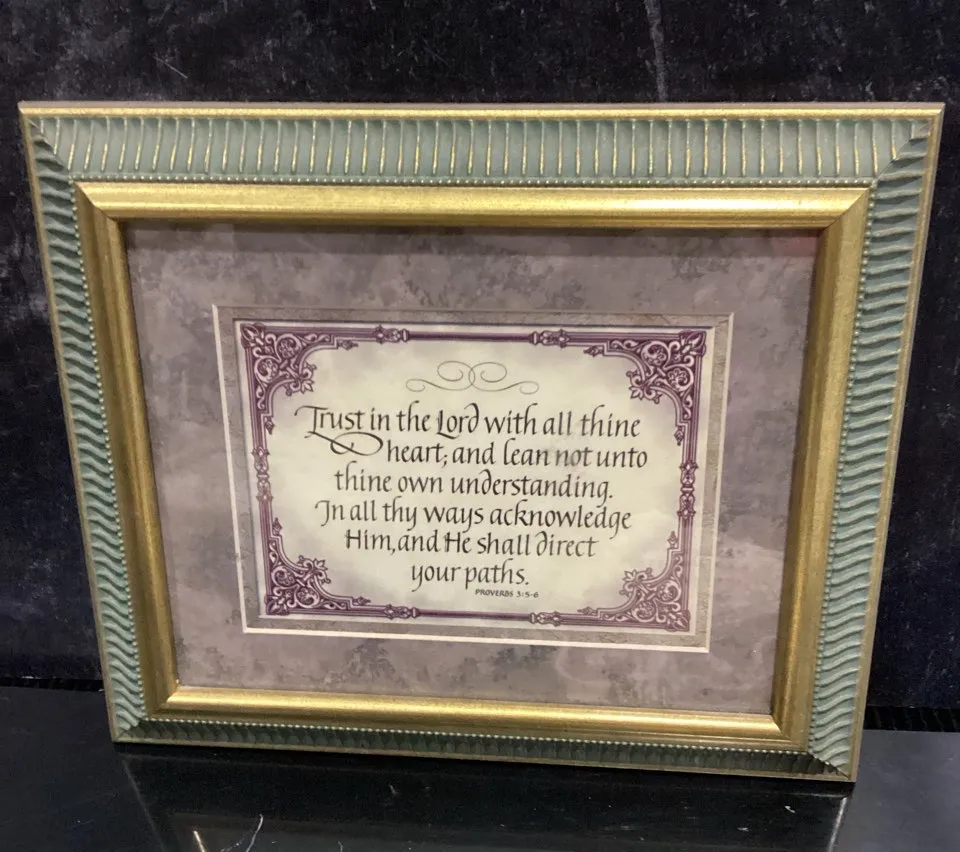 Trust in the Lord with all thine
heart; and lean not unto
thine own understanding.
In all thy ways acknowledge
Him, and He shall direct
your paths.
PROVERBS 3:5-6